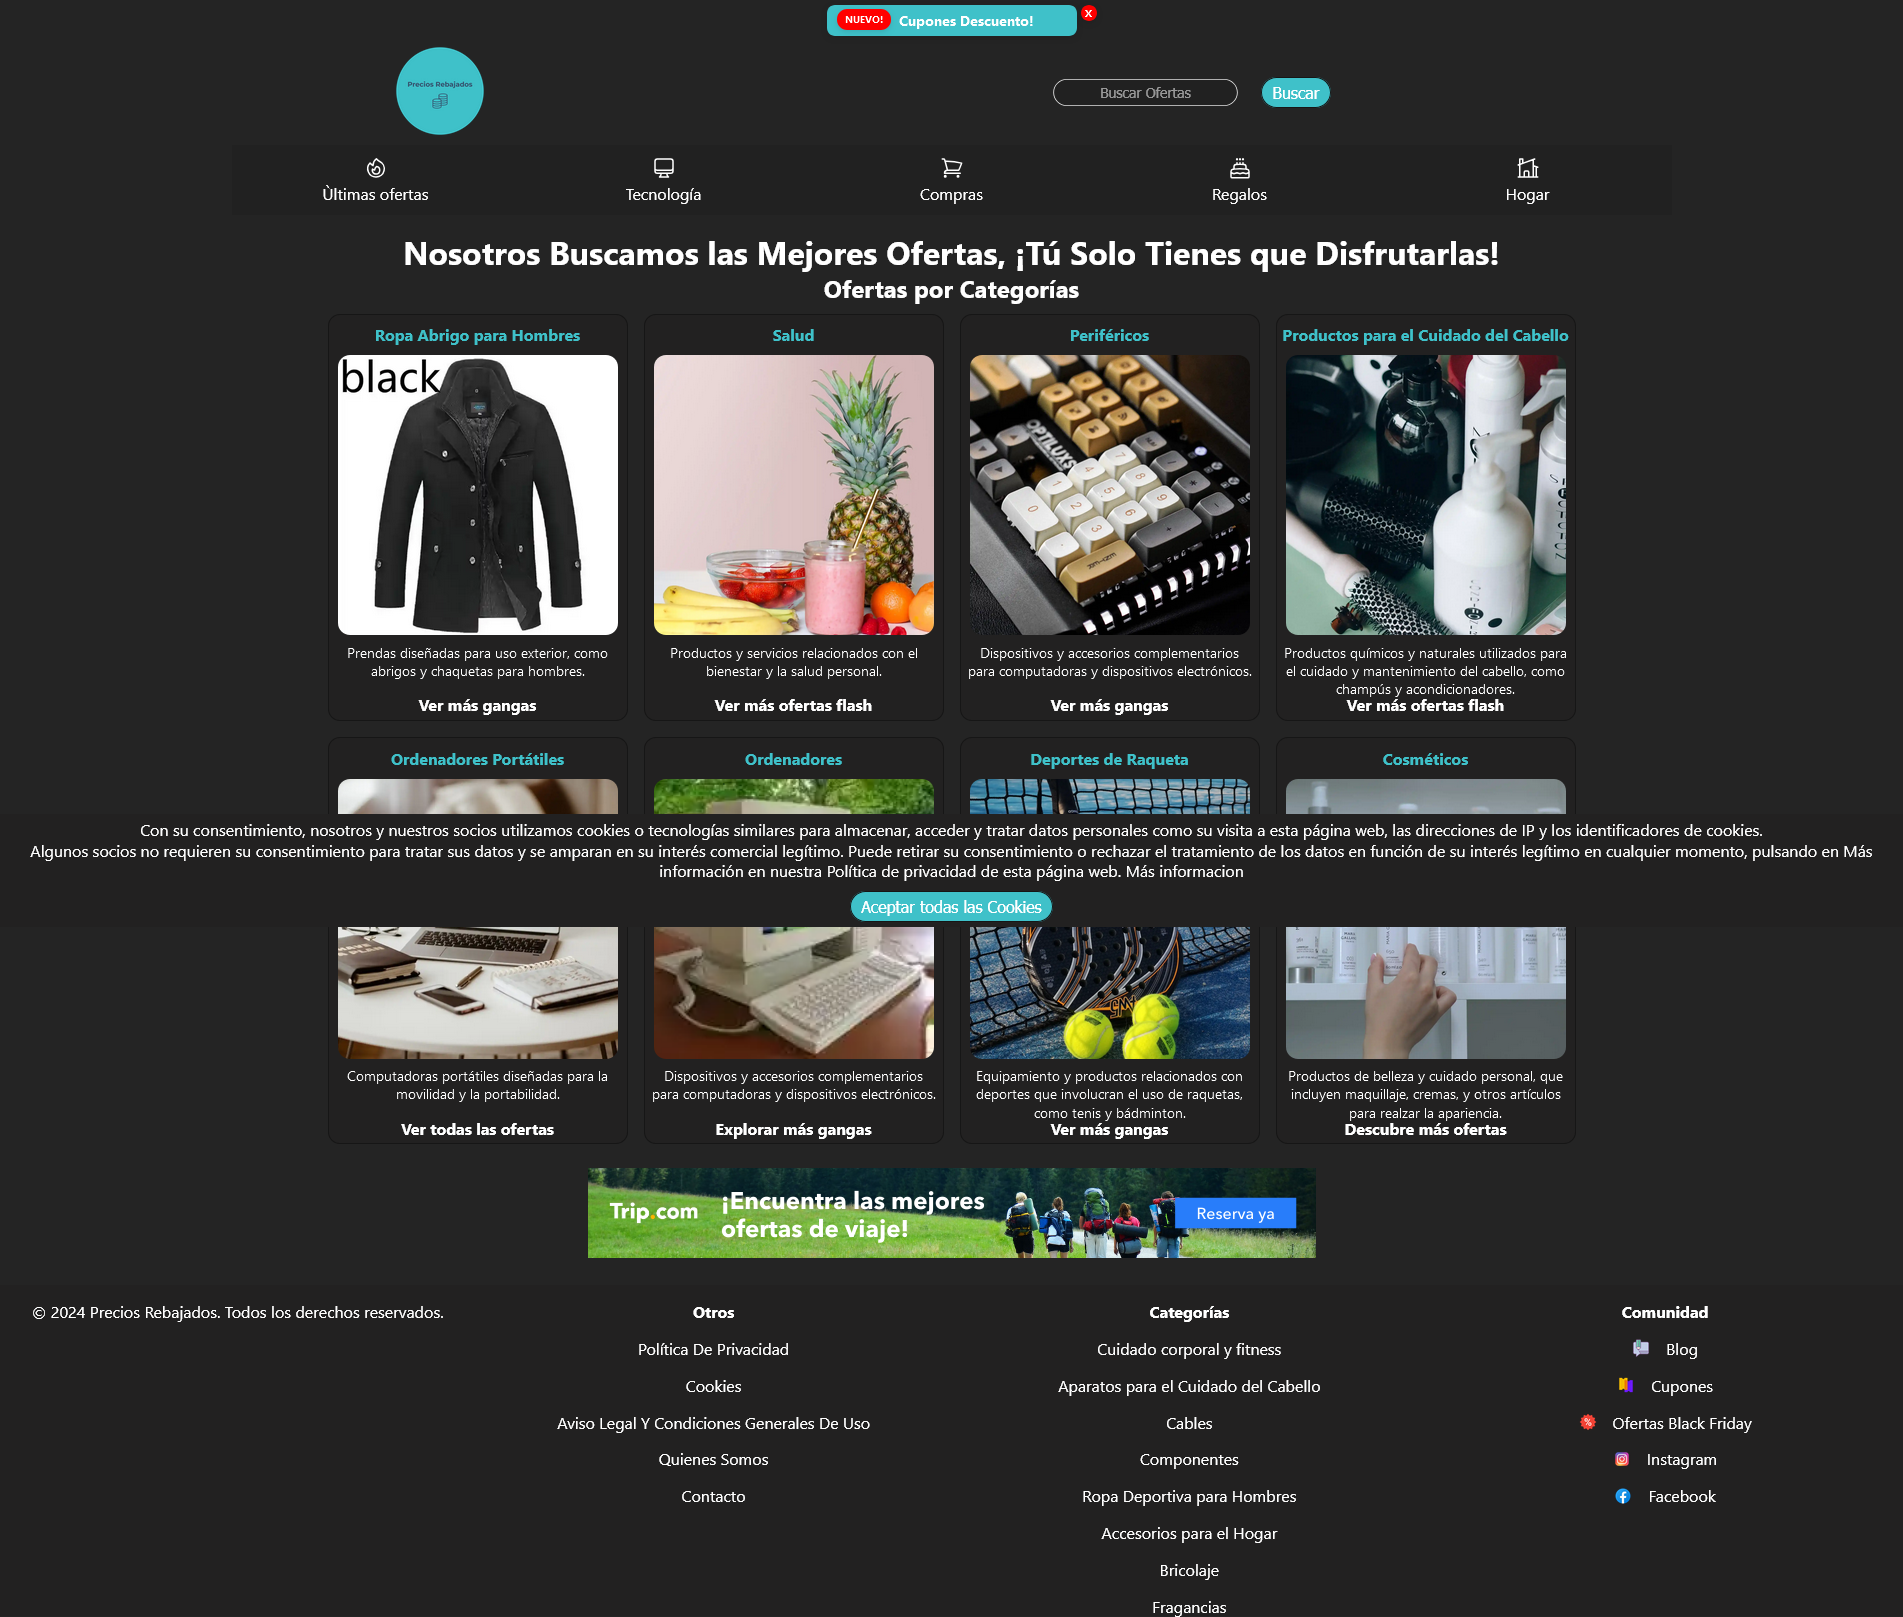 NUEVO! Cupones Descuento! x
Precios Rebajados
Buscar Ofertas Buscar
Ùltimas ofertas Tecnología Compras Regalos Hogar
Nosotros Buscamos las Mejores Ofertas, ¡Tú Solo Tienes que Disfrutarlas!
Ofertas por Categorías
Ropa Abrigo para Hombres
black
Prendas diseñadas para uso exterior, como
abrigos y chaquetas para hombres.
Ver más gangas
Salud
Productos y servicios relacionados con el
bienestar y la salud personal.
Ver más ofertas flash
Periféricos
OPTILUXS
7
4 8
1 5 9
0 2 6
3
Dispositivos y accesorios complementarios
para computadoras y dispositivos electrónicos.
Ver más gangas
Productos para el Cuidado del Cabello
Productos químicos y naturales utilizados para
el cuidado y mantenimiento del cabello, como
champús y acondicionadores.
Ver más ofertas flash
Ordenadores Portátiles
Ordenadores
Deportes de Raqueta
Cosméticos
Con su consentimiento, nosotros y nuestros socios utilizamos cookies o tecnologías similares para almacenar, acceder y tratar datos personales como su visita a esta página web, las direcciones de IP y los identificadores de cookies.
Algunos socios no requieren su consentimiento para tratar sus datos y se amparan en su interés comercial legítimo. Puede retirar su consentimiento o rechazar el tratamiento de los datos en función de su interés legítimo en cualquier momento, pulsando en Más
información en nuestra Política de privacidad de esta página web. Más informacion
Aceptar todas las Cookies
Computadoras portátiles diseñadas para la
movilidad y la portabilidad.
Ver todas las ofertas
Dispositivos y accesorios complementarios
para computadoras y dispositivos electrónicos.
Explorar más gangas
Equipamiento y productos relacionados con
deportes que involucran el uso de raquetas,
como tenis y bádminton.
Ver más gangas
Productos de belleza y cuidado personal, que
incluyen maquillaje, cremas, y otros artículos
para realzar la apariencia.
Descubre más ofertas
Trip.com
¡Encuentra las mejores
ofertas de viaje!
Reserva ya
© 2024 Precios Rebajados. Todos los derechos reservados.
Otros
Política De Privacidad
Cookies
Aviso Legal Y Condiciones Generales De Uso
Quienes Somos
Contacto
Categorías
Cuidado corporal y fitness
Aparatos para el Cuidado del Cabello
Cables
Componentes
Ropa Deportiva para Hombres
Accesorios para el Hogar
Bricolaje
Fragancias
Comunidad
Blog
Cupones
Ofertas Black Friday
Instagram
Facebook